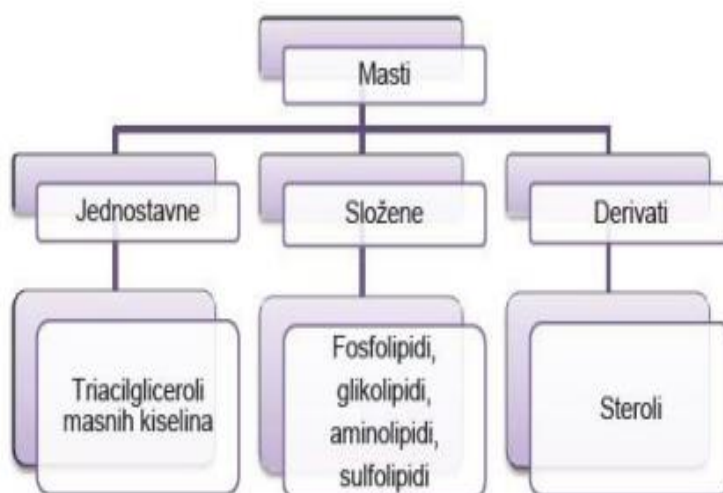 Masti
Jednostavne
Složene
Derivati
Triacilgliceroli
masnih kiselina
Fosfolipidi,
glikolipidi,
aminolipidi,
sulfolipidi
Steroli